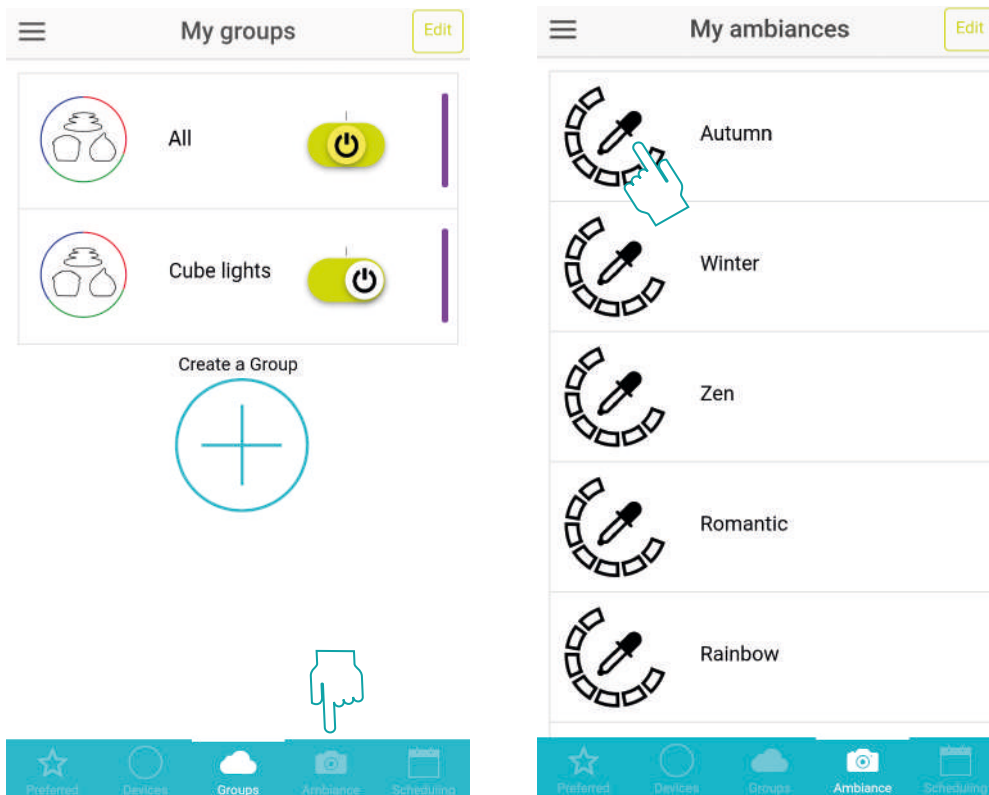 My groups
Edit
All
Cube lights
Create a Group
Preferred
Devices
Groups
Ambiance
Scheduling
My ambiances
Edit
Autumn
Winter
Zen
Romantic
Rainbow
Preferred
Devices
Groups
Ambiance
Scheduling